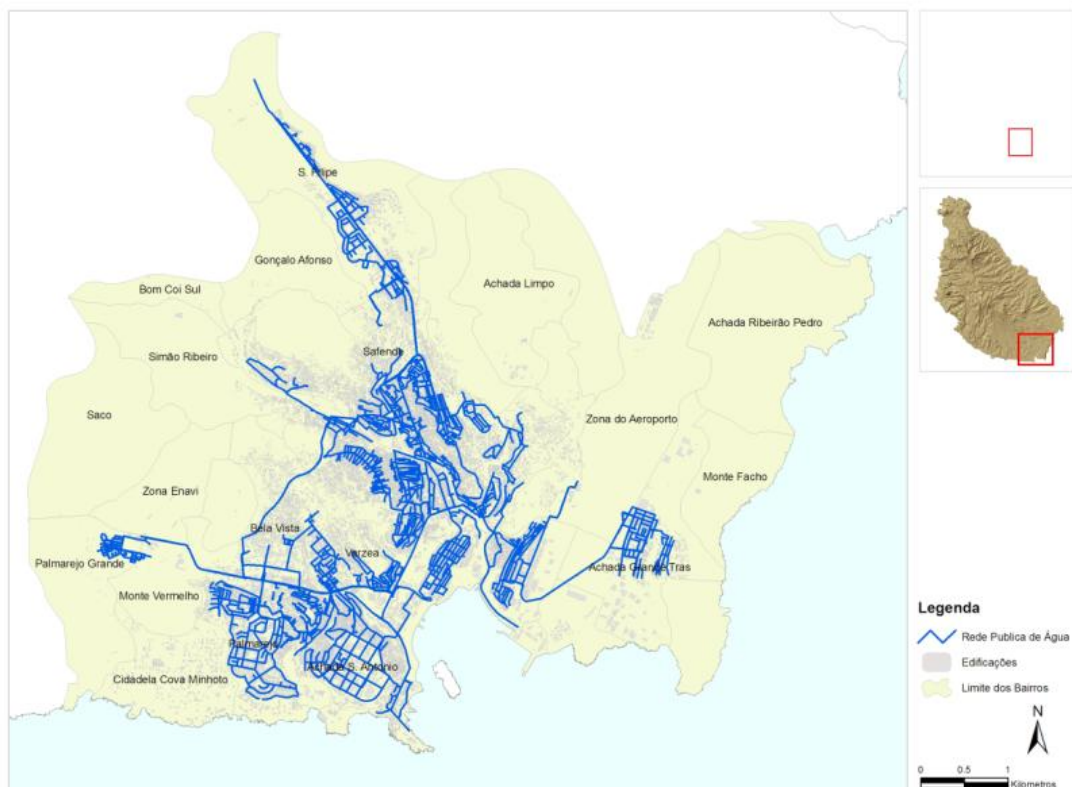 S. Filipe
Gonçalo Afonso
Bom Coi Sul
Achada Limpo
Achada Ribeirão Pedro
Safende
Simão Ribeiro
Saco
Zona do Aeroporto
Monte Facho
Zona Enavi
Bela Vista
Varzea
Palmarejo Grande
Achada Grande Tras
Monte Vermelho
Palmarejo
Achada S. Antonio
Cidadela Cova Minhoto
Legenda
Rede Publica de Água
Edificações
Limite dos Bairros
N
0 0.5 1
Kilometros